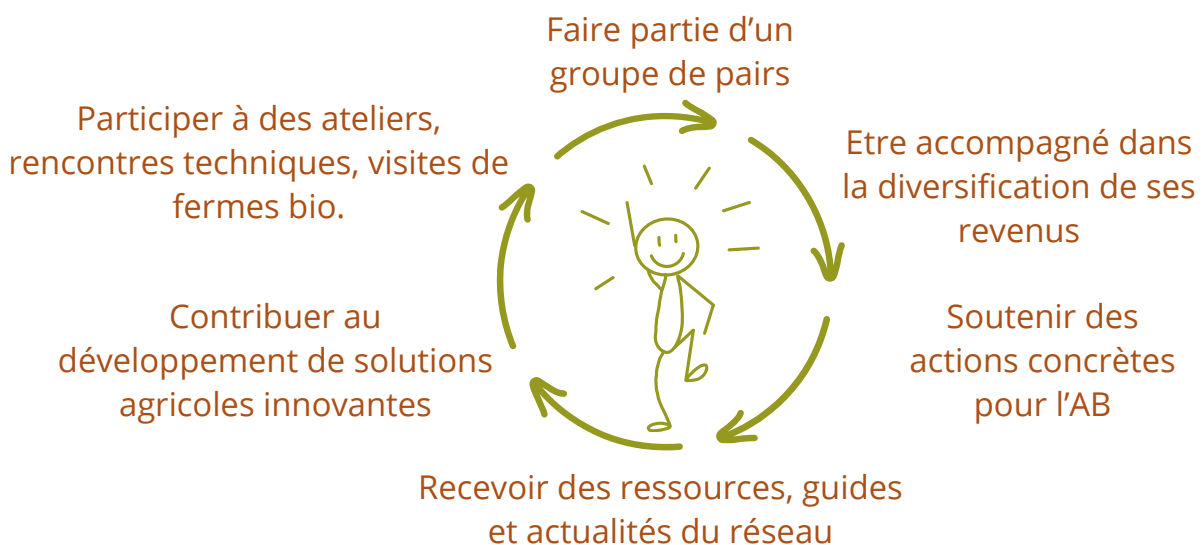 Faire partie d'un
groupe de pairs
Participer à des ateliers,
rencontres techniques, visites de
fermes bio.
Etre accompagné dans
la diversification de ses
revenus
Contribuer au
développement de solutions
agricoles innovantes
Soutenir des
actions concrètes
pour l'AB
Recevoir des ressources, guides
et actualités du réseau